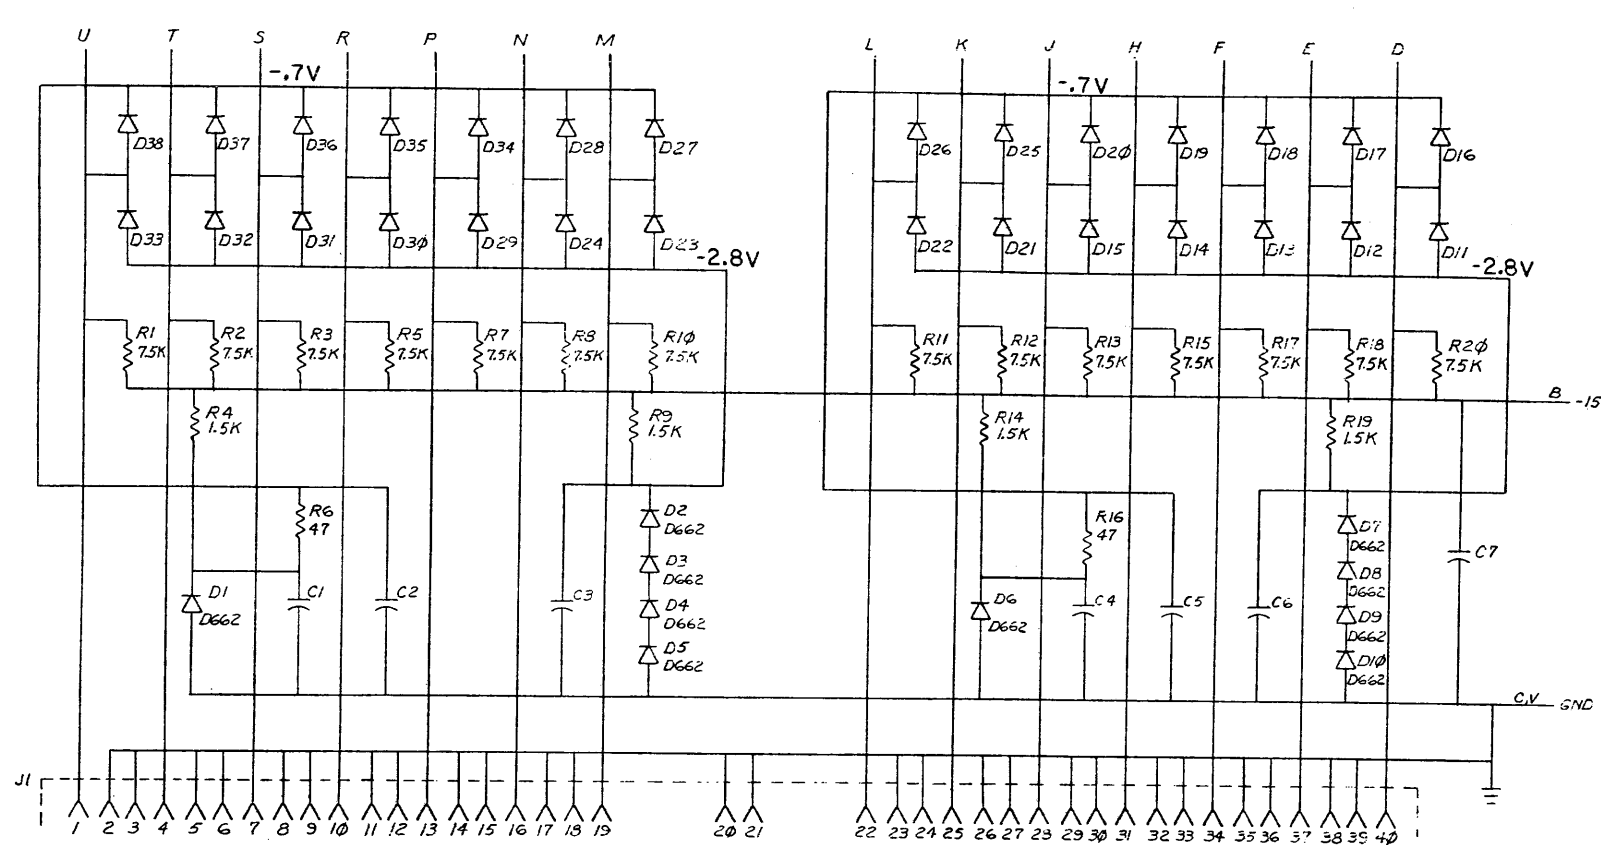 U T S R P N M L K J H F E D
-.7V -.7V
D38 D37 D36 D35 D34 D28 D27 D26 D25 D2Ø D19 D18 D17 D16
D33 D32 D31 D3Ø D29 D24 D23 D22 D21 D15 D14 D13 D12 D11
-2.8V -2.8V
R1 R2 R3 R5 R7 R8 R1Ø R11 R12 R13 R15 R17 R18 R2Ø
7.5K 7.5K 7.5K 7.5K 7.5K 7.5K 7.5K 7.5K 7.5K 7.5K 7.5K 7.5K 7.5K 7.5K
B -15
R4 R9 R14 R19
1.5K 1.5K 1.5K 1.5K
R6 D2 R16 D7
47 D662 47 D662
D3 D8 C7
D662 D662
D1 C1 C2 C3 D4 D6 C4 C5 C6 D9
D662 D662 D662 D662
D5 D1Ø
D662 D662
C,V GND
J1
1 2 3 4 5 6 7 8 9 1Ø 11 12 13 14 15 16 17 18 19 2Ø 21 22 23 24 25 26 27 28 29 3Ø 31 32 33 34 35 36 37 38 39 4Ø